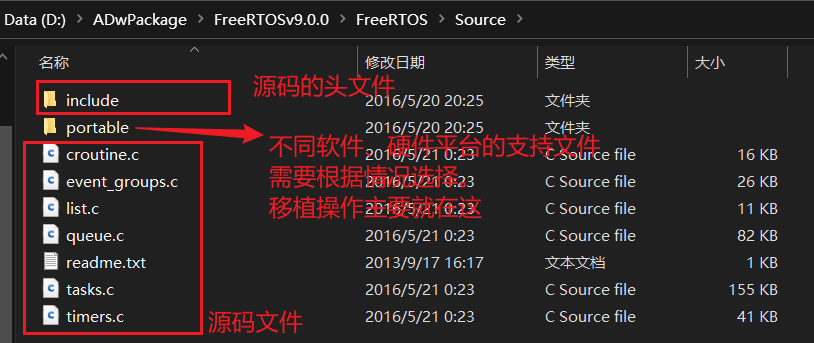 Data (D:) > ADwPackage > FreeRTOSv9.0.0 > FreeRTOS > Source >
名称 修改日期 类型 大小
源码的头文件
include 2016/5/20 20:25 文件夹
portable 2016/5/20 20:25 文件夹
不同软件、硬件平台的支持文件
croutine.c 2016/5/21 0:23 C Source file 16 KB
需要根据情况选择，
event_groups.c 2016/5/21 0:23 C Source file 26 KB
移植操作主要就在这
list.c 2016/5/21 0:23 C Source file 11 KB
queue.c 2016/5/21 0:23 C Source file 82 KB
readme.txt 2013/9/17 16:17 文本文档 1 KB
tasks.c 2016/5/21 0:23 C Source file 155 KB
timers.c 2016/5/21 0:23 C Source file 41 KB
源码文件